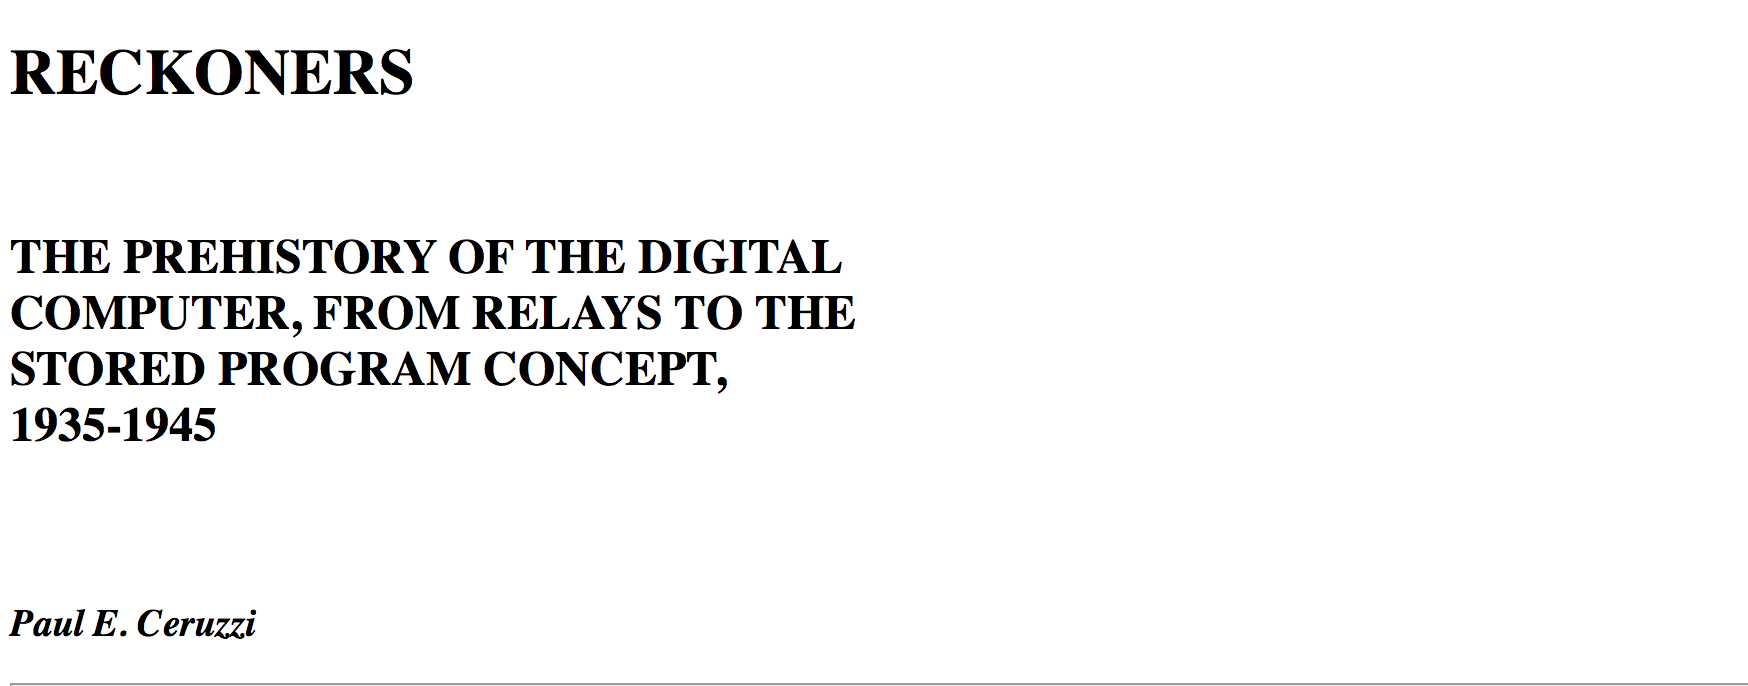 RECKONERS
THE PREHISTORY OF THE DIGITAL
COMPUTER, FROM RELAYS TO THE
STORED PROGRAM CONCEPT,
1935-1945
Paul E. Ceruzzi